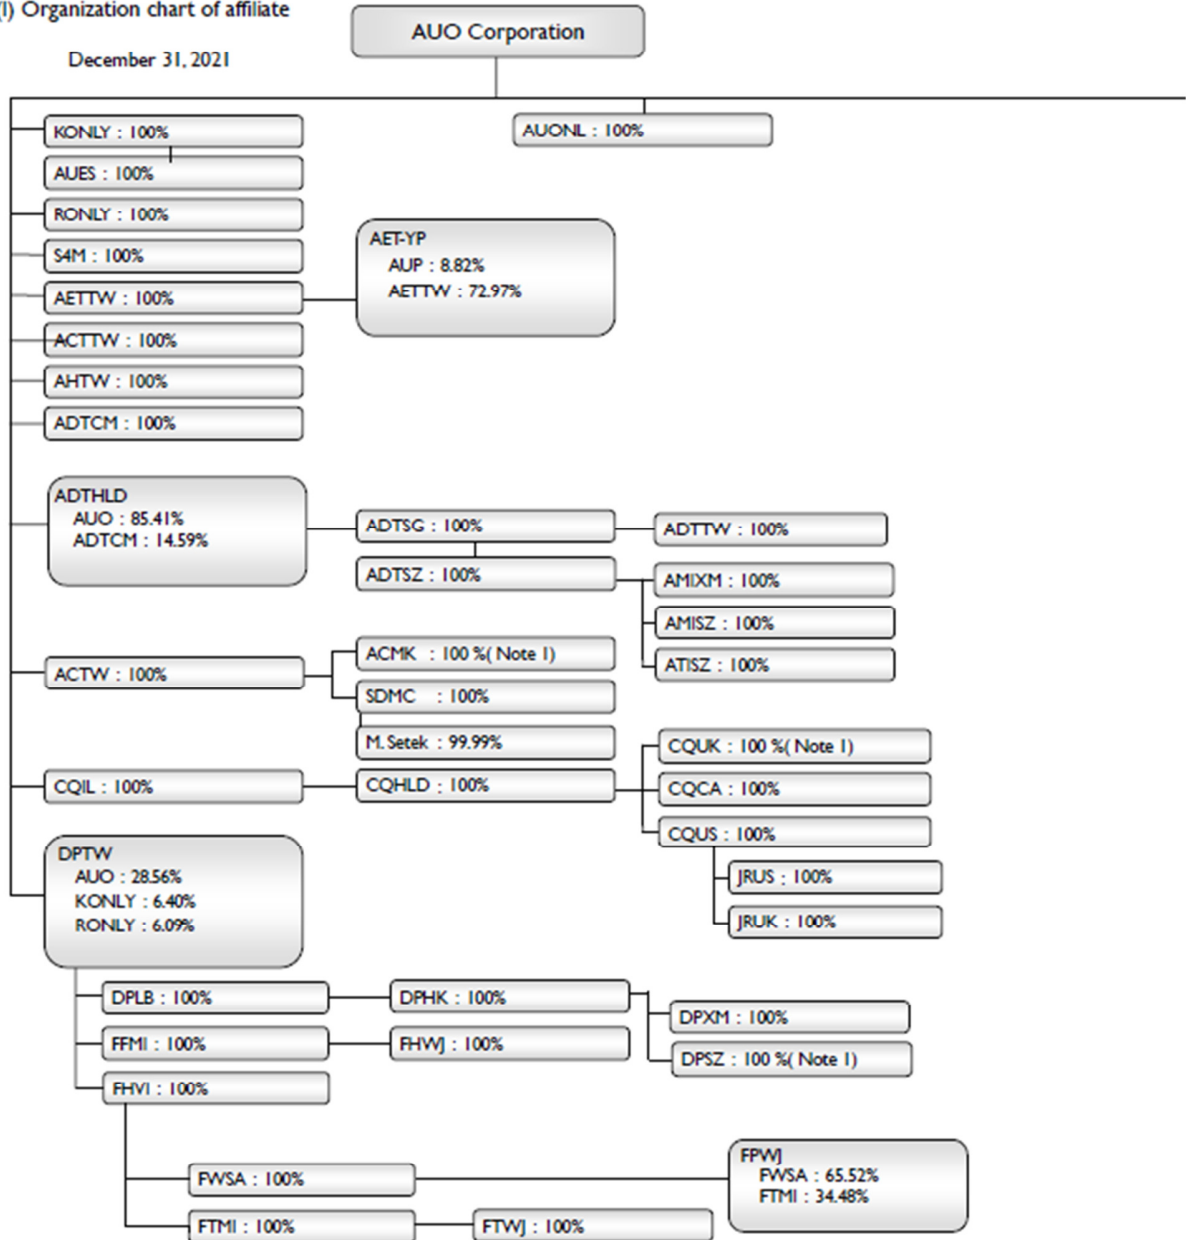 (I) Organization chart of affiliate
AUO Corporation
December 31, 2021
KONLY : 100%
AUONL : 100%
AUES : 100%
RONLY : 100%
S4M : 100%
AETTW : 100%
ACTTW : 100%
AHTW : 100%
ADTCM : 100%
AET-YP
AUP : 8.82%
AETTW : 72.97%
ADTHLD
AUO : 85.41%
ADTCM : 14.59%
ADTSG : 100%
ADTTW : 100%
ADTSZ : 100%
AMIXM : 100%
AMISZ : 100%
ATISZ : 100%
ACTW : 100%
ACMK : 100 %( Note 1)
SDMC : 100%
M. Setek : 99.99%
CQIL : 100%
CQHLD : 100%
CQUK : 100 %( Note 1)
CQCA : 100%
CQUS : 100%
JRUS : 100%
JRUK : 100%
DPTW
AUO : 28.56%
KONLY : 6.40%
RONLY : 6.09%
DPLB : 100%
DPHK : 100%
DPXM : 100%
DPSZ : 100 %( Note 1)
FFMI : 100%
FHWJ : 100%
FHVI : 100%
FWSA : 100%
FPWJ
FWSA : 65.52%
FTMI : 34.48%
FTMI : 100%
FTWJ : 100%